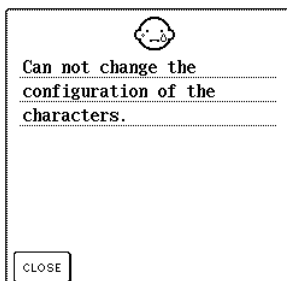 Can not change the
configuration of the
characters.
CLOSE